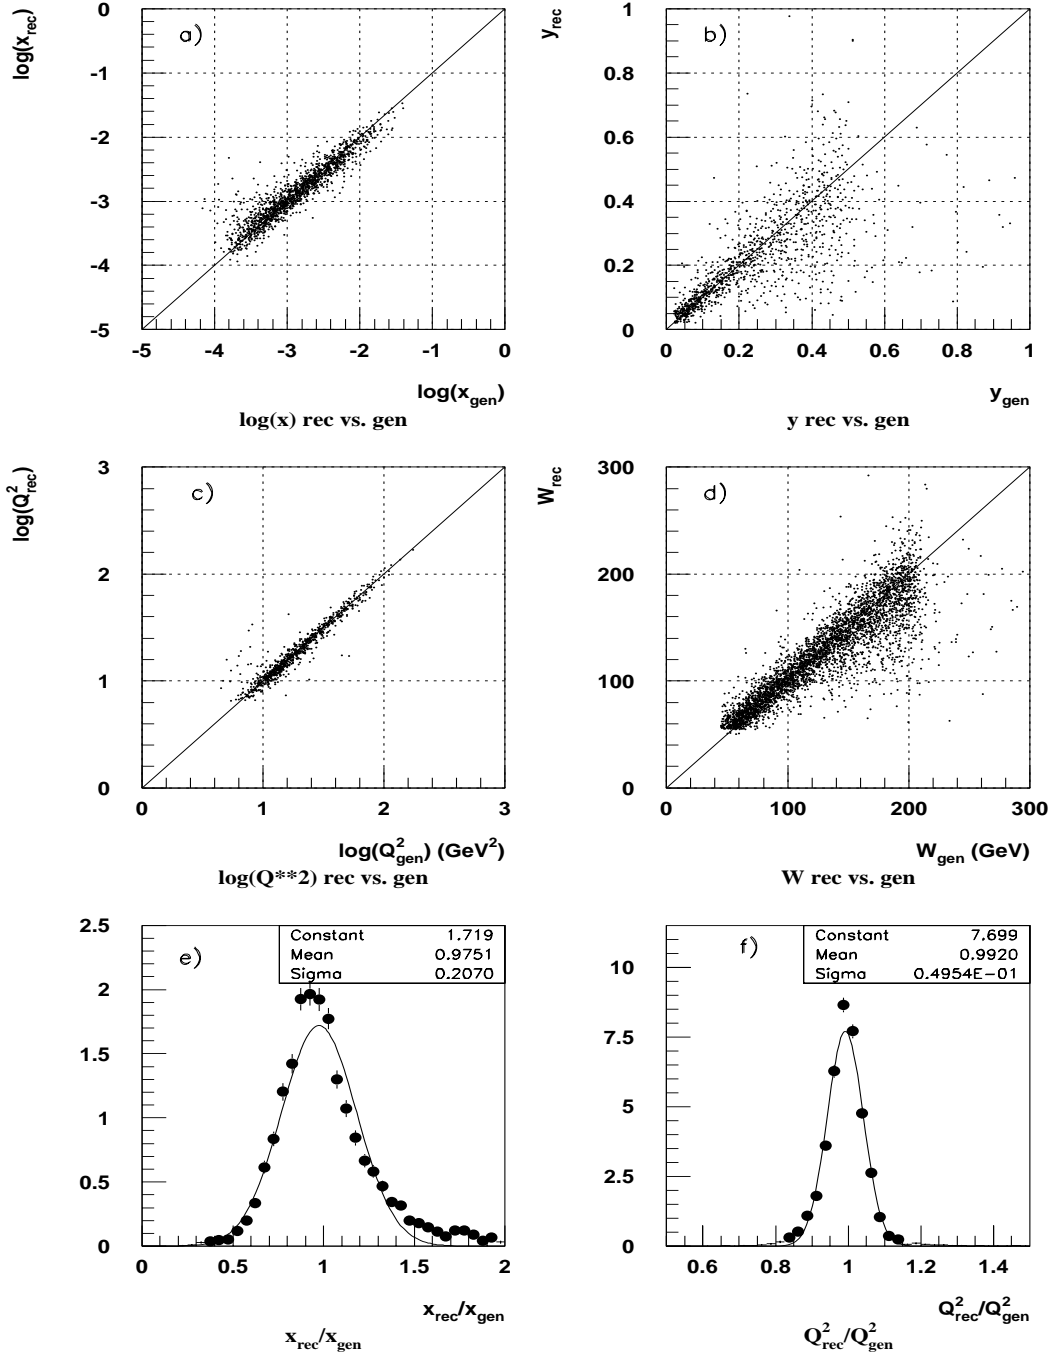 a)
log(x_rec)
0
-1
-2
-3
-4
-5
-5 -4 -3 -2 -1 0
log(x_gen)
log(x) rec vs. gen
b)
y_rec
1
0.8
0.6
0.4
0.2
0
0 0.2 0.4 0.6 0.8 1
y_gen
y rec vs. gen
c)
log(Q²_rec)
3
2
1
0
0 1 2 3
log(Q²_gen) (GeV²)
log(Q**2) rec vs. gen
d)
W_rec
300
200
100
0
0 100 200 300
W_gen (GeV)
W rec vs. gen
e)
Constant 1.719
Mean 0.9751
Sigma 0.2070
2.5
2
1.5
1
0.5
0
0 0.5 1 1.5 2
x_rec/x_gen
x_rec/x_gen
f)
Constant 7.699
Mean 0.9920
Sigma 0.4954E-01
10
7.5
5
2.5
0
0.6 0.8 1 1.2 1.4
Q²_rec/Q²_gen
Q²_rec/Q²_gen